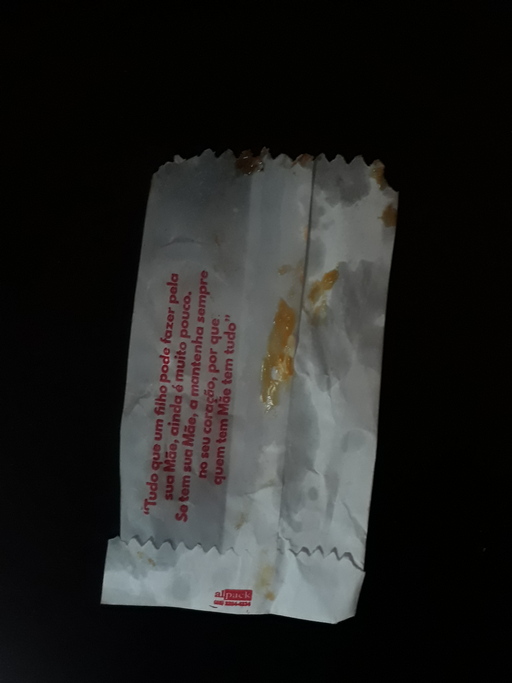 "Tudo que um filho pode fazer pela
sua Mãe, ainda é muito pouco.
Se tem sua Mãe, a mantenha sempre
no seu coração, por que
quem tem Mãe tem tudo"
alpack